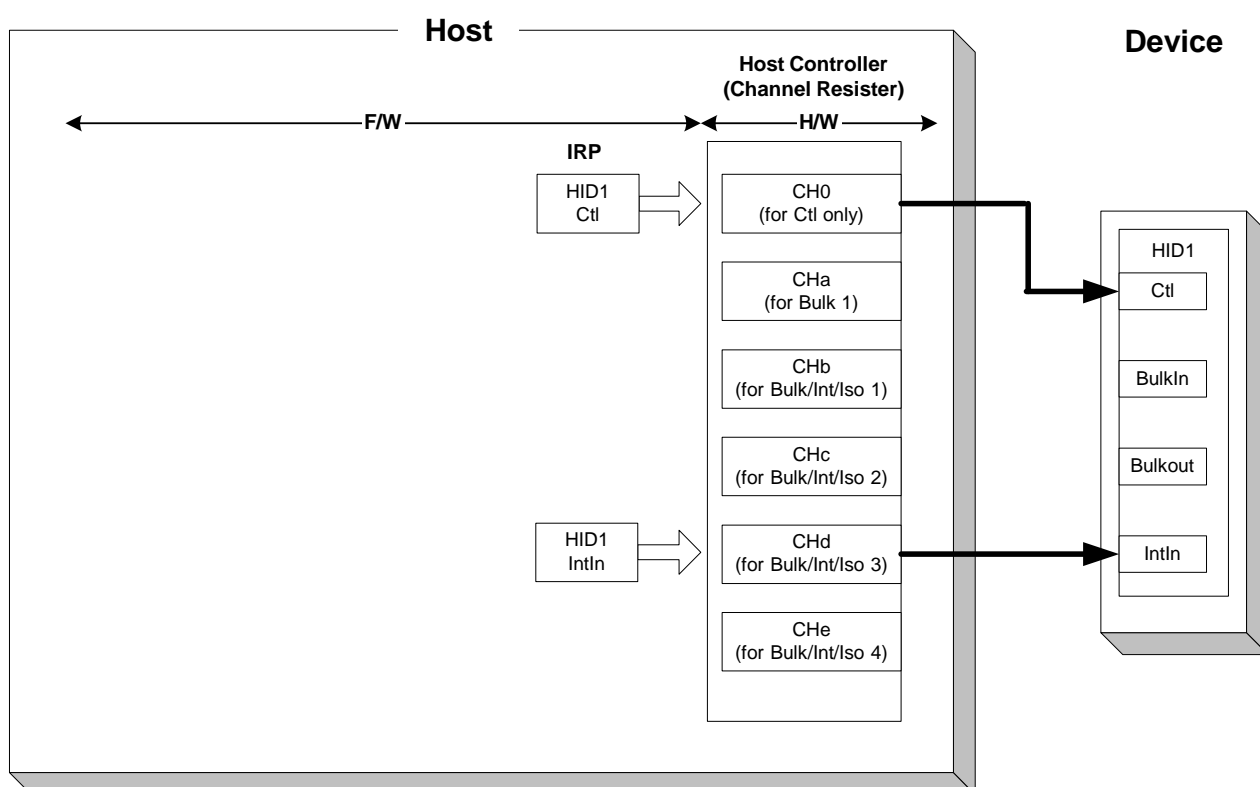 Host
Device
Host Controller
(Channel Resister)
F/W
H/W
IRP
HID1
Ctl
CH0
(for Ctl only)
HID1
Ctl
CHa
(for Bulk 1)
BulkIn
CHb
(for Bulk/Int/Iso 1)
Bulkout
CHc
(for Bulk/Int/Iso 2)
HID1
IntIn
CHd
(for Bulk/Int/Iso 3)
IntIn
CHe
(for Bulk/Int/Iso 4)